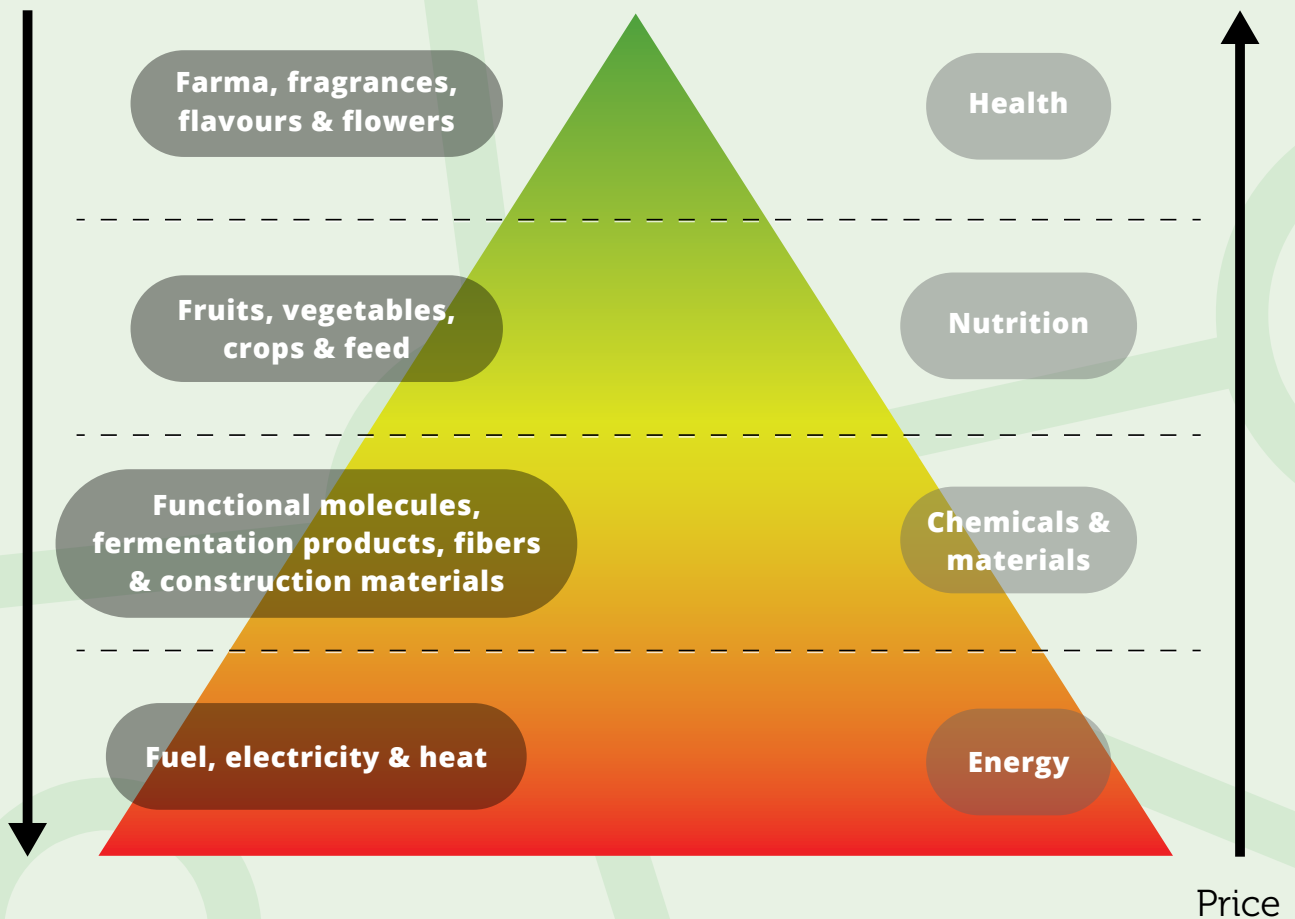 Farma, fragrances,
flavours & flowers
Health
Fruits, vegetables,
crops & feed
Nutrition
Functional molecules,
fermentation products, fibers
& construction materials
Chemicals &
materials
Fuel, electricity & heat
Energy
Price